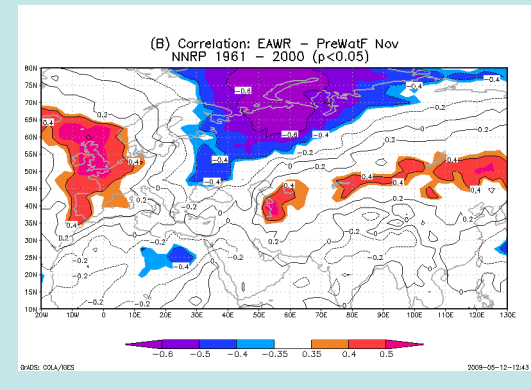 (B) Correlation: EAWR - PreWatF Nov
NNRP 1961 - 2000 (p<0.05)
80N
75N
70N
65N
60N
55N
50N
45N
40N
35N
30N
25N
20N
15N
10N
20W 10W 0 10E 20E 30E 40E 50E 60E 70E 80E 90E 100E 110E 120E 130E
-0.6 -0.5 -0.4 -0.35 0.35 0.4 0.5
GrADS: COLA/IGES 2009-05-12-12:43